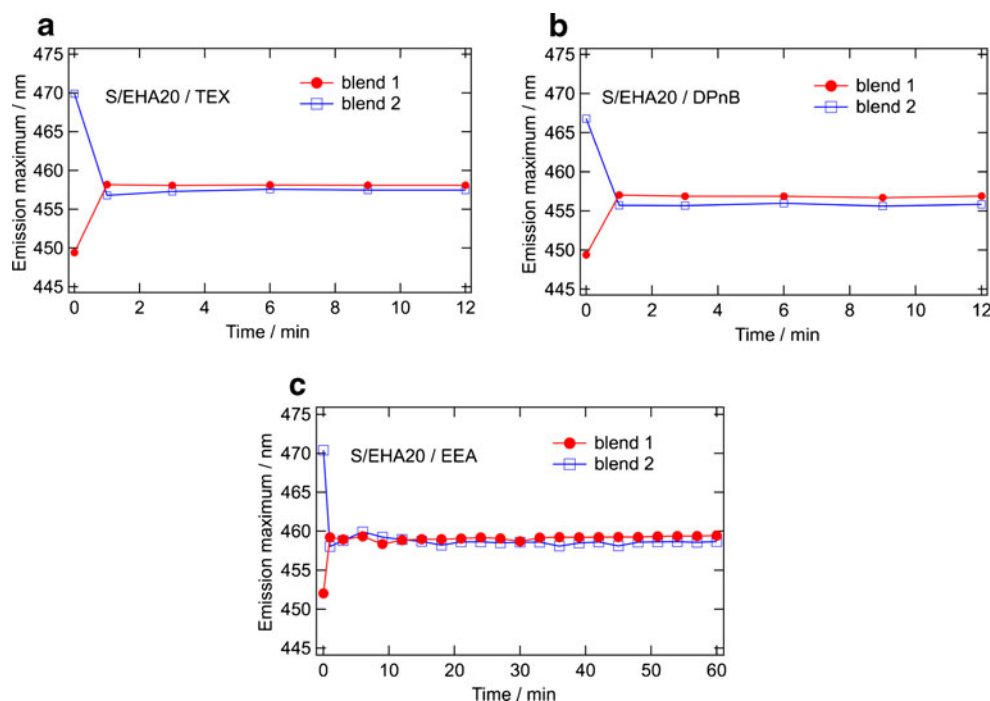 a
475
470
465
460
455
450
445
Emission maximum / nm
S/EHA20 / TEX
blend 1
blend 2
0 2 4 6 8 10 12
Time / min
b
475
470
465
460
455
450
445
Emission maximum / nm
S/EHA20 / DPnB
blend 1
blend 2
0 2 4 6 8 10 12
Time / min
c
475
470
465
460
455
450
445
Emission maximum / nm
S/EHA20 / EEA
blend 1
blend 2
0 10 20 30 40 50 60
Time / min